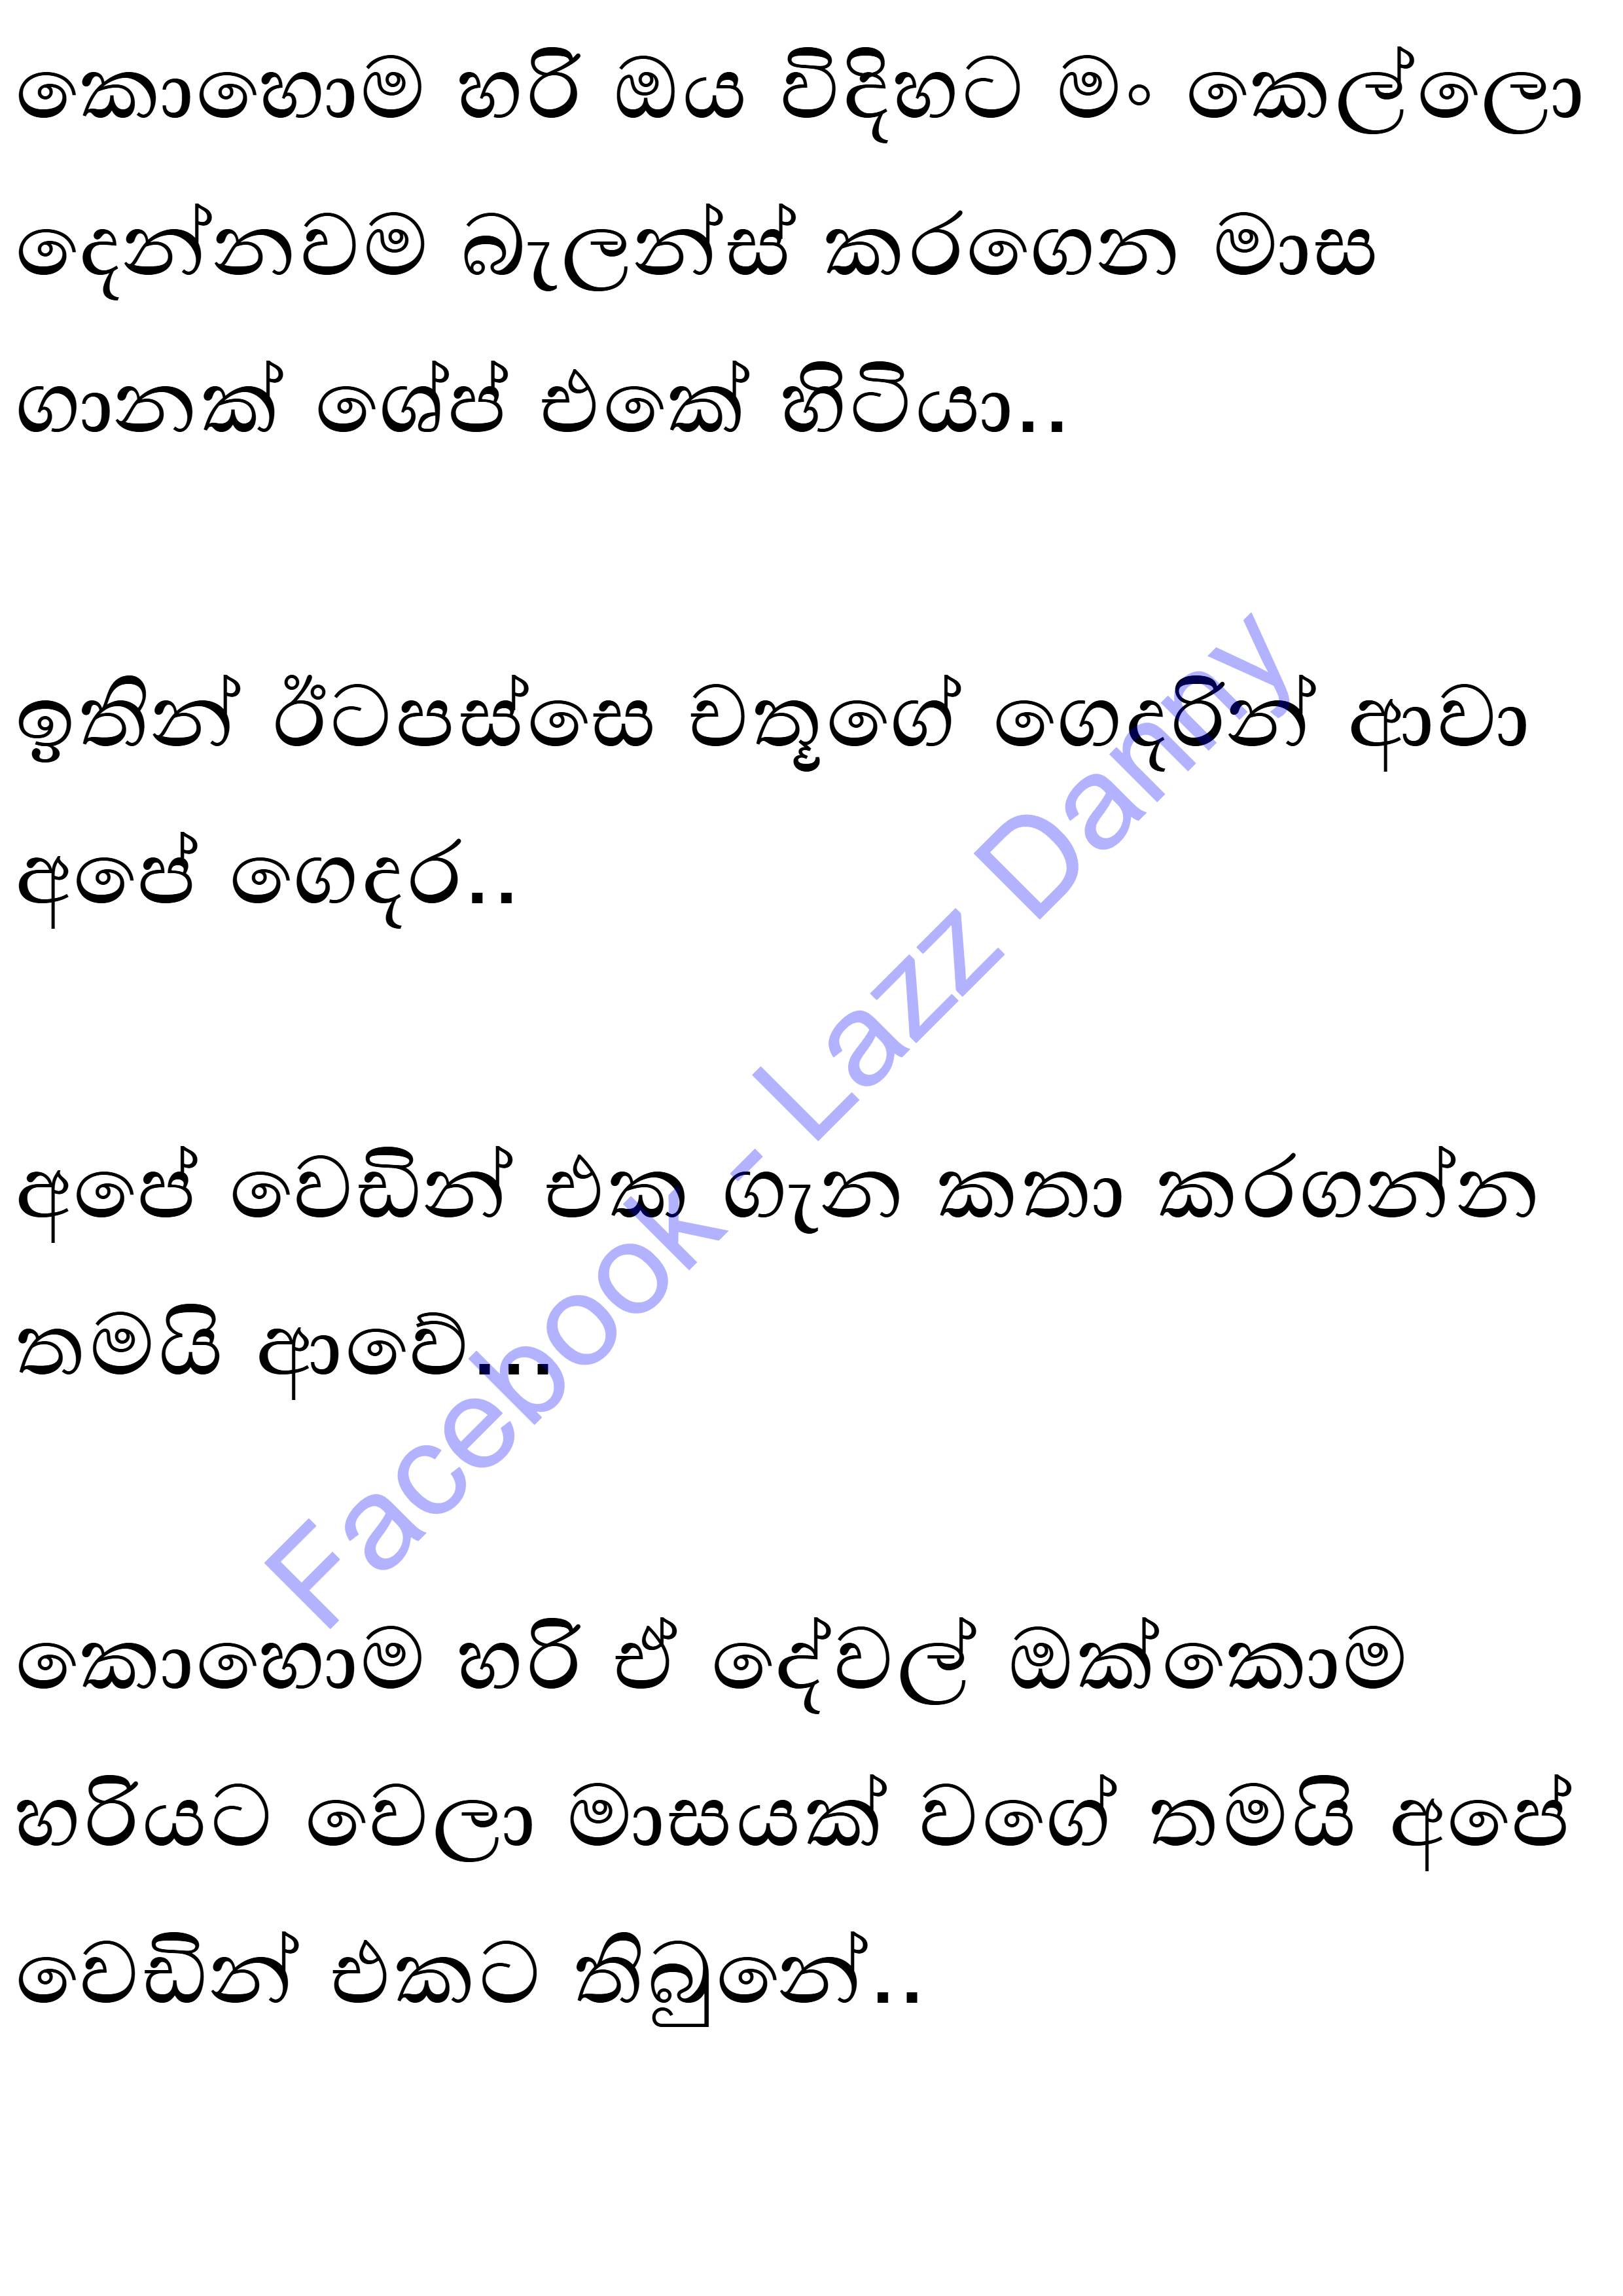 කොහොම හරි ඔය විදිහට මං කෙල්ලො
දෙන්නවම බැලන්ස් කරගෙන මාස
ගානක් ශේප් එකේ හිටියා..
ඉතින් ඊටපස්සෙ චතූගේ ගෙදරින් ආවා
අපේ ගෙදර..
අපේ වෙඩින් එක ගැන කතා කරගන්න
තමයි ආවේ...
කොහොම හරි ඒ දේවල් ඔක්කොම
හරියට වෙලා මාසයක් වගේ තමයි අපේ
වෙඩින් එකට තිබුනේ..
Facebook- Lazz Danny